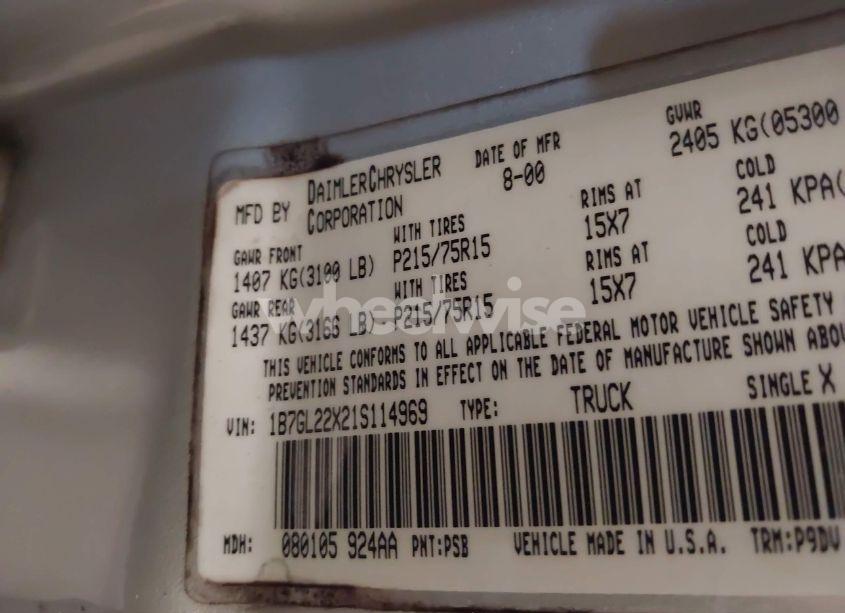 MFD BY DAIMLERCHRYSLER CORPORATION
DATE OF MFR 8-00
GVWR 2405 KG(05300
GAWR FRONT 1407 KG(3100 LB)
WITH TIRES P215/75R15
RIMS AT 15X7
COLD 241 KPA(
GAWR REAR 1437 KG(3166 LB)
WITH TIRES P215/75R15
RIMS AT 15X7
COLD 241 KPA
THIS VEHICLE CONFORMS TO ALL APPLICABLE FEDERAL MOTOR VEHICLE SAFETY
PREVENTION STANDARDS IN EFFECT ON THE DATE OF MANUFACTURE SHOWN ABOV
VIN: 1B7GL22X21S114969 TYPE: TRUCK SINGLE X
MDH: 080105 924AA PNT:PSB VEHICLE MADE IN U.S.A. TRM:P9DV
wheelwise